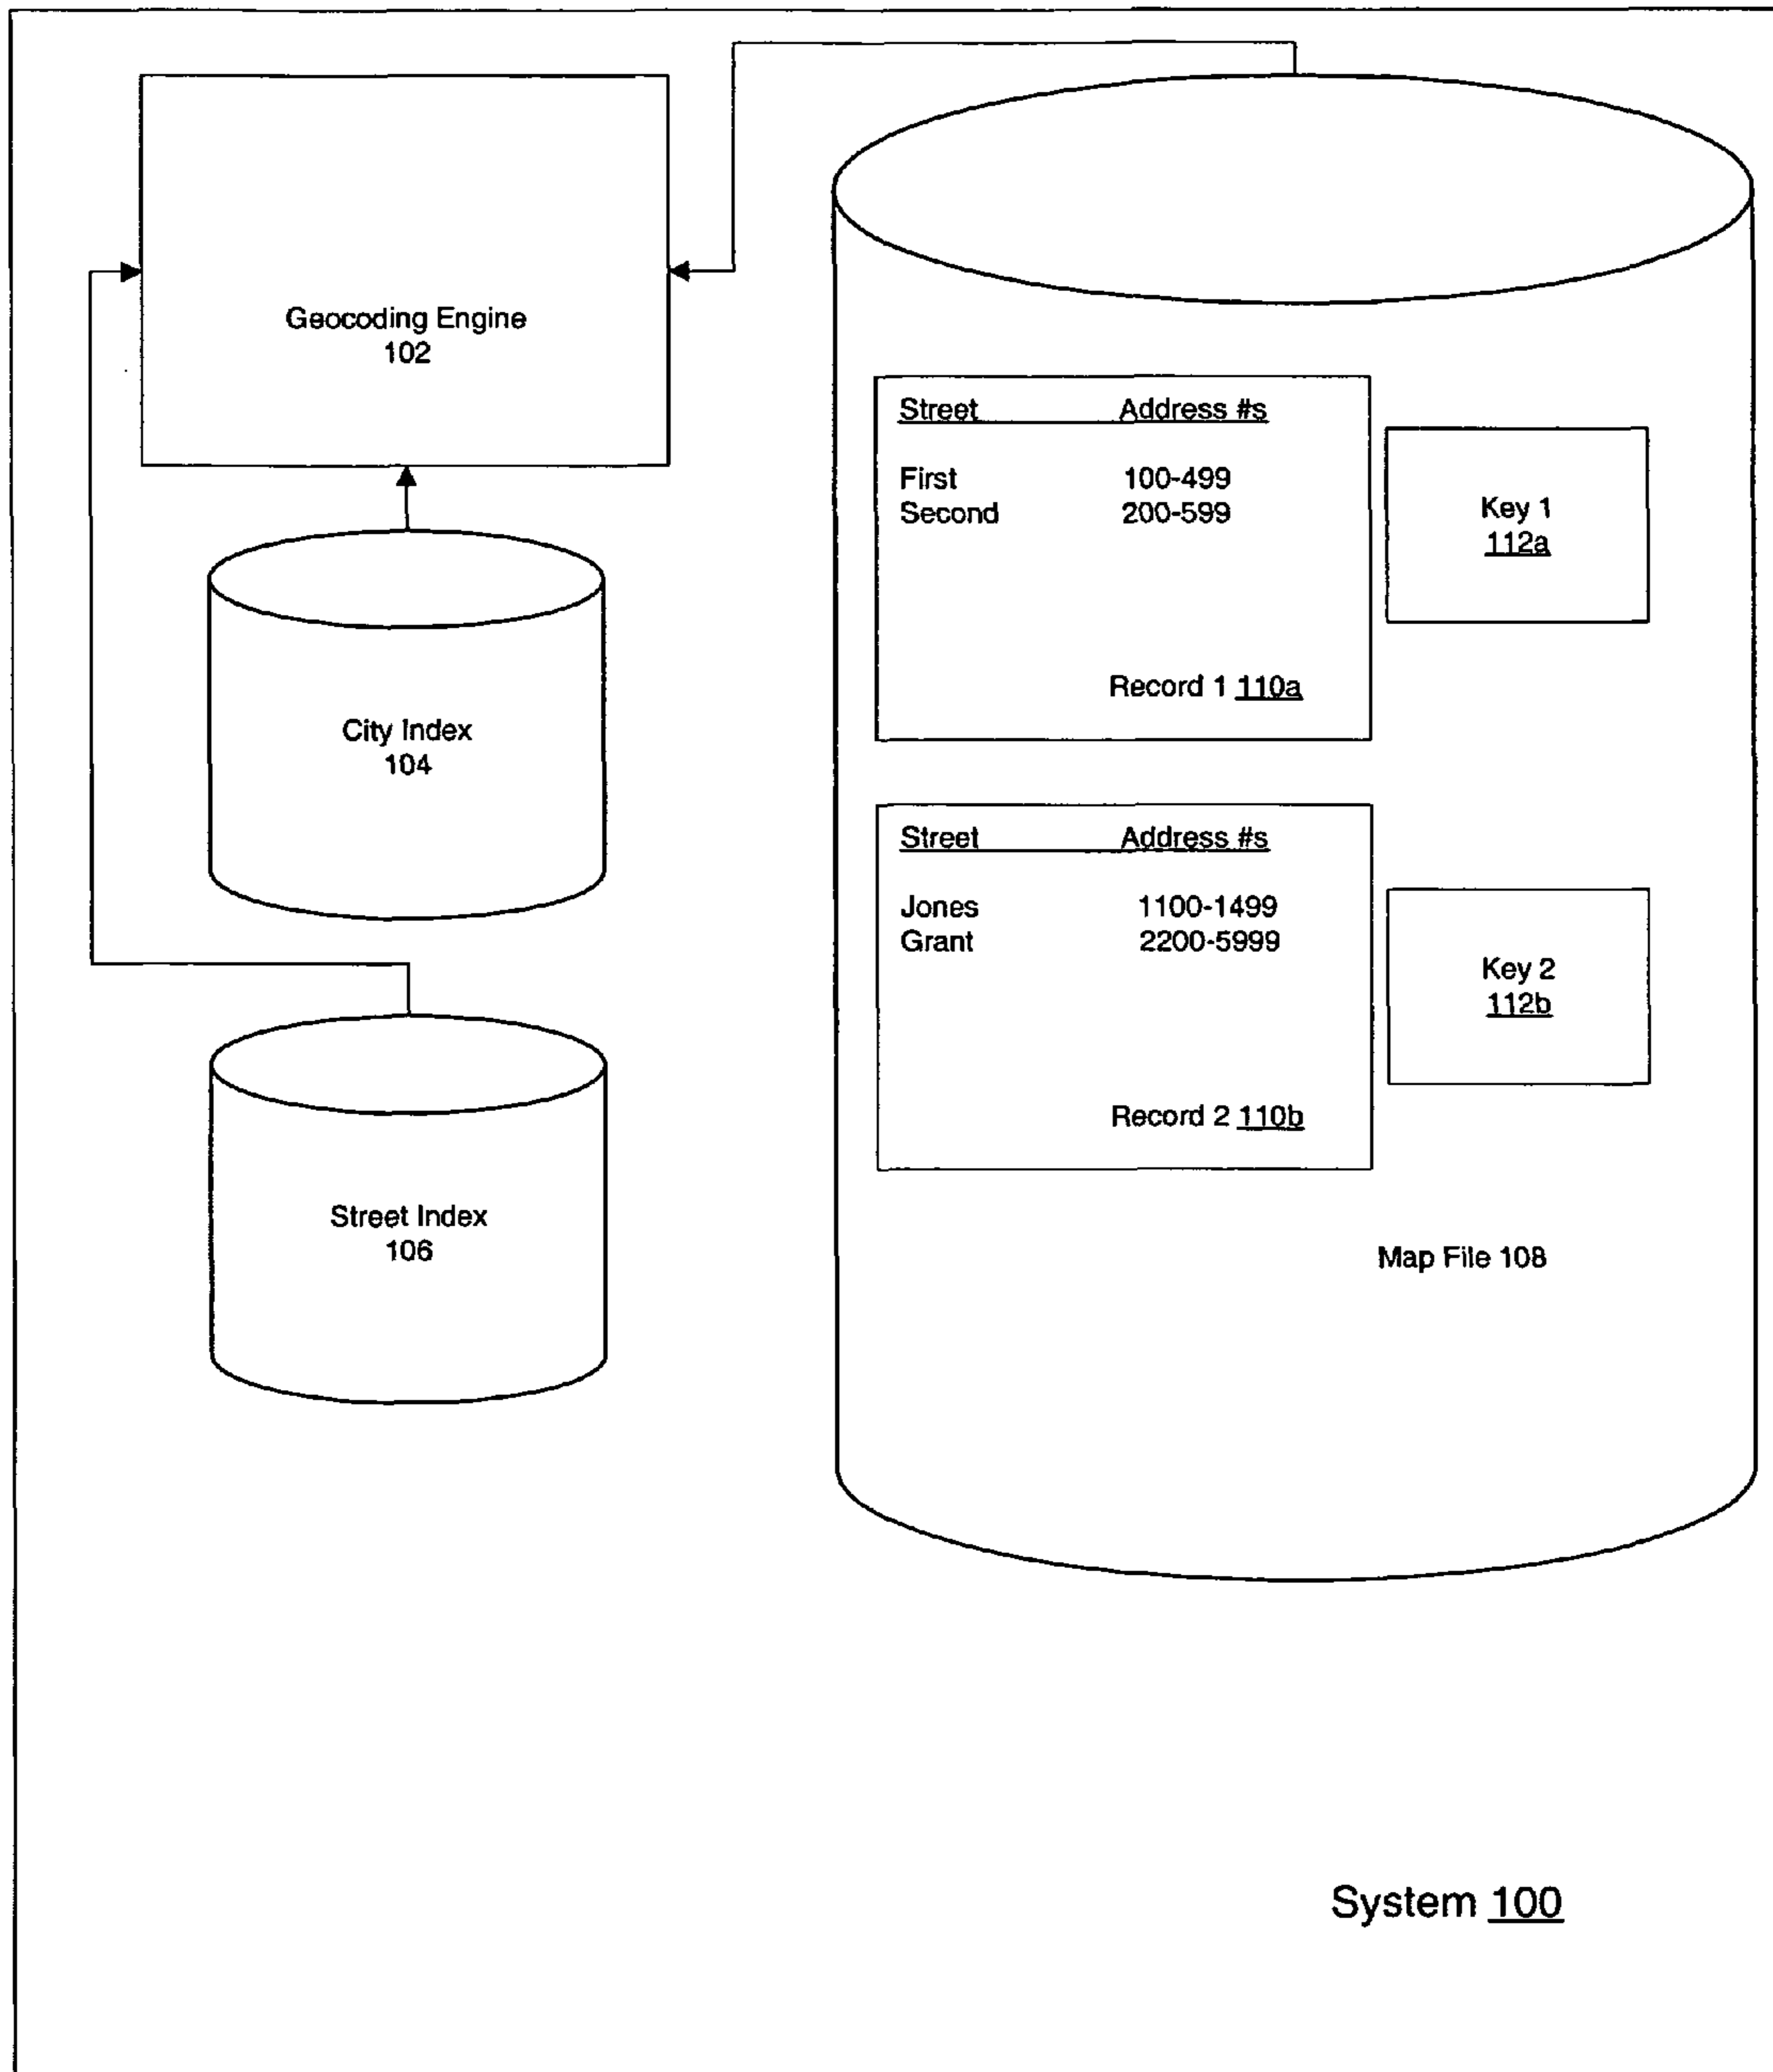 Geocoding Engine
102
Street Address #s
First 100-499
Second 200-599
Record 1 110a
Key 1
112a
City Index
104
Street Address #s
Jones 1100-1499
Grant 2200-5999
Record 2 110b
Key 2
112b
Street Index
106
Map File 108
System 100